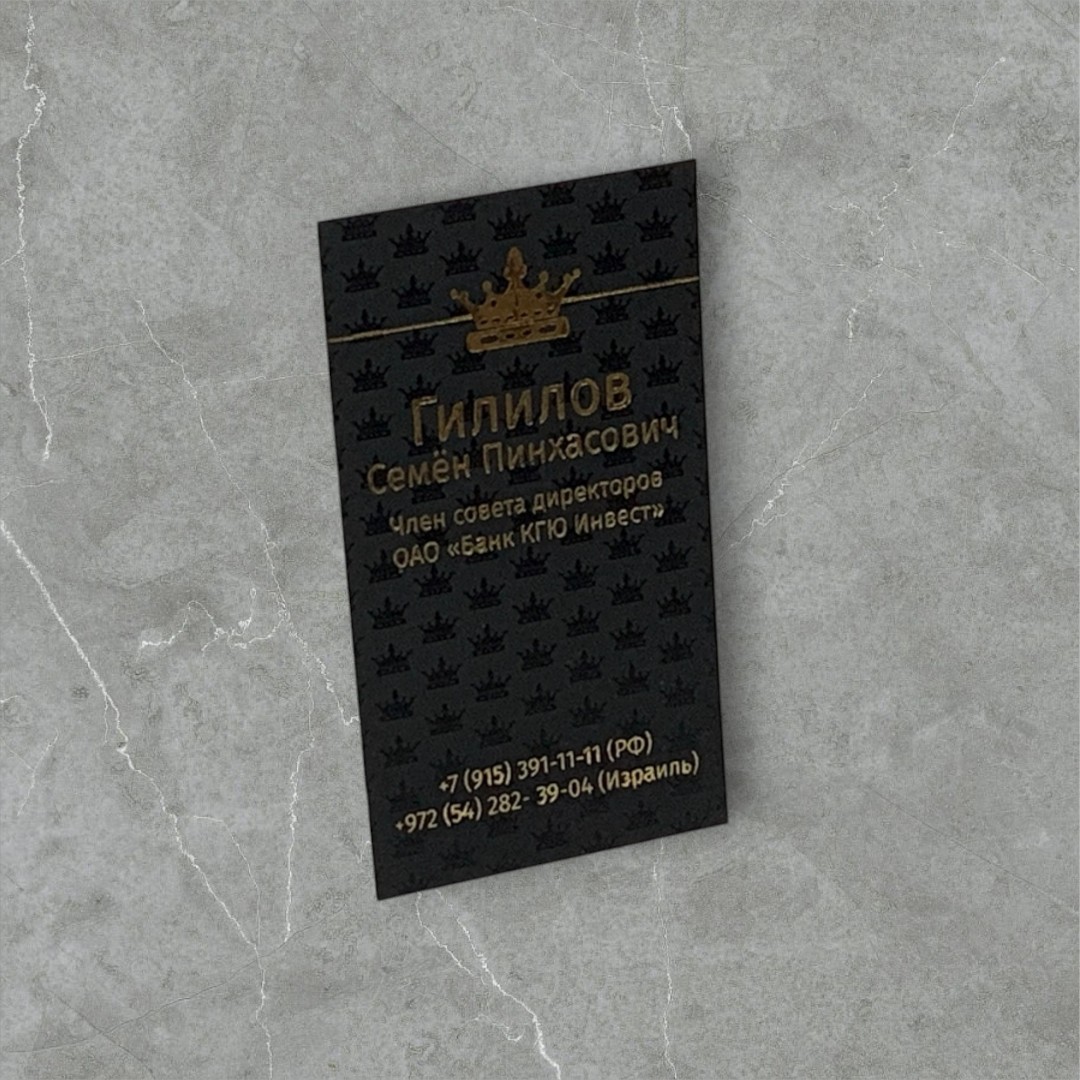 Гилилов
Семён Пинхасович
Член совета директоров
ОАО «Банк КГЮ Инвест»
+7 (915) 391-11-11 (РФ)
+972 (54) 282- 39-04 (Израиль)